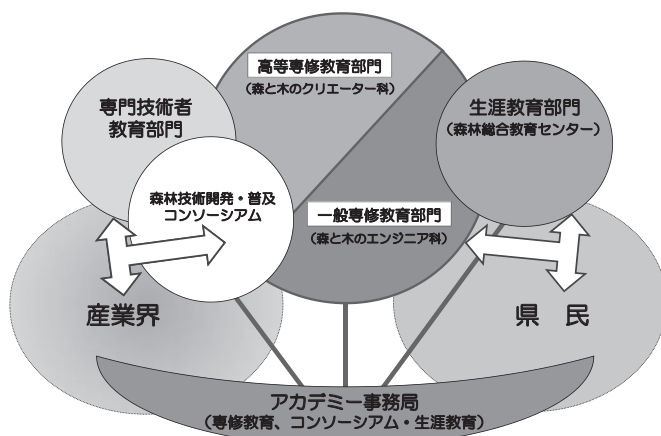 高等専修教育部門
（森と木のクリエーター科）
専門技術者
教育部門
生涯教育部門
（森林総合教育センター）
森林技術開発・普及
コンソーシアム
一般専修教育部門
（森と木のエンジニア科）
産業界
県　民
アカデミー事務局
（専修教育、コンソーシアム・生涯教育）